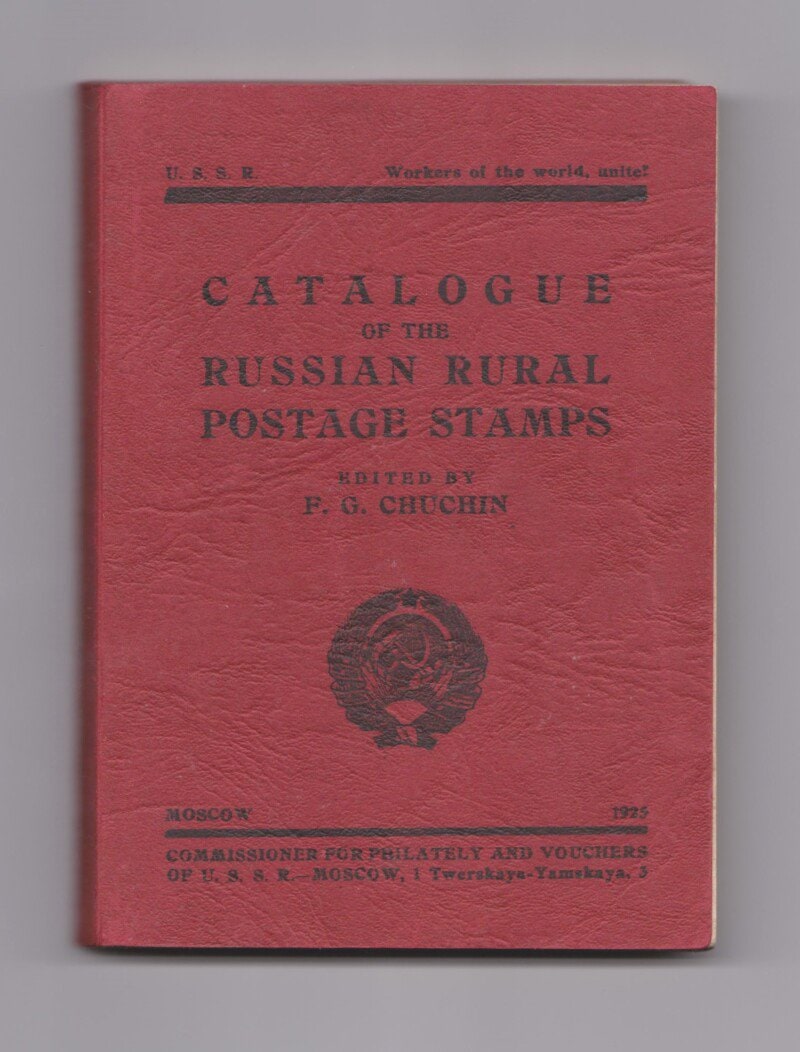 U. S. S. R. Workers of the world, unite!
CATALOGUE
OF THE
RUSSIAN RURAL
POSTAGE STAMPS
EDITED BY
F. G. CHUCHIN
MOSCOW 1925
COMMISSIONER FOR PHILATELY AND VOUCHERS
OF U. S. S. R.—MOSCOW, 1 Twerskaya-Yamskaya, 3